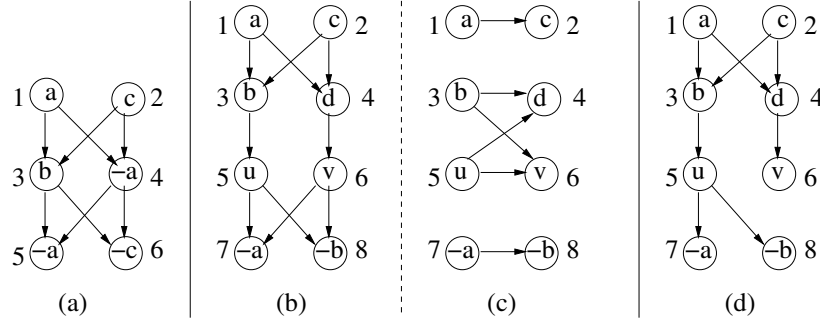 1 a c 2 1 a c 2 1 a c 2
1 a c 2 3 b d 4 3 b d 4 3 b d 4
3 b −a 4 5 u v 6 5 u v 6 5 u v 6
5 −a −c 6 7 −a −b 8 7 −a −b 8 7 −a −b 8
(a) (b) (c) (d)